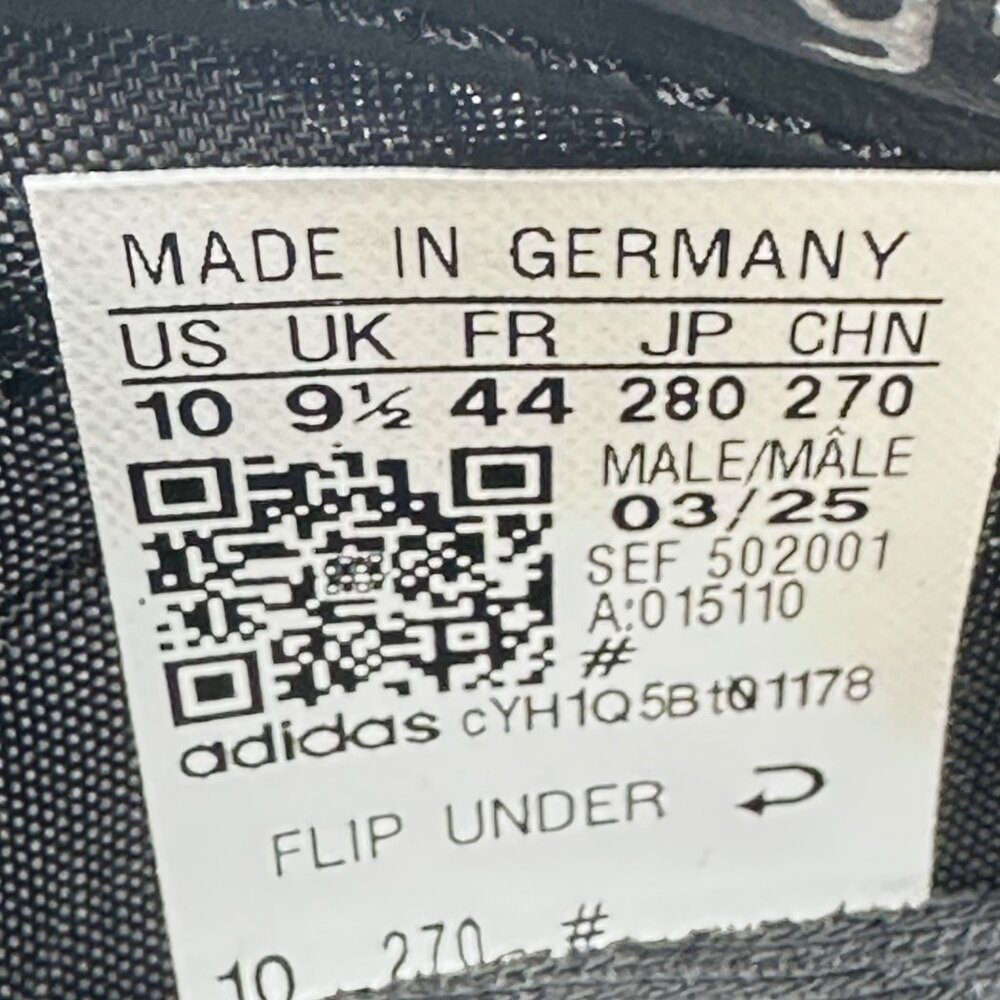 MADE IN GERMANY
US UK FR JP CHN
10 9½ 44 280 270
MALE/MÂLE
03/25
SEF 502001
A:015110
#
adidas cYH1Q5Bt01178
FLIP UNDER
10 270 #